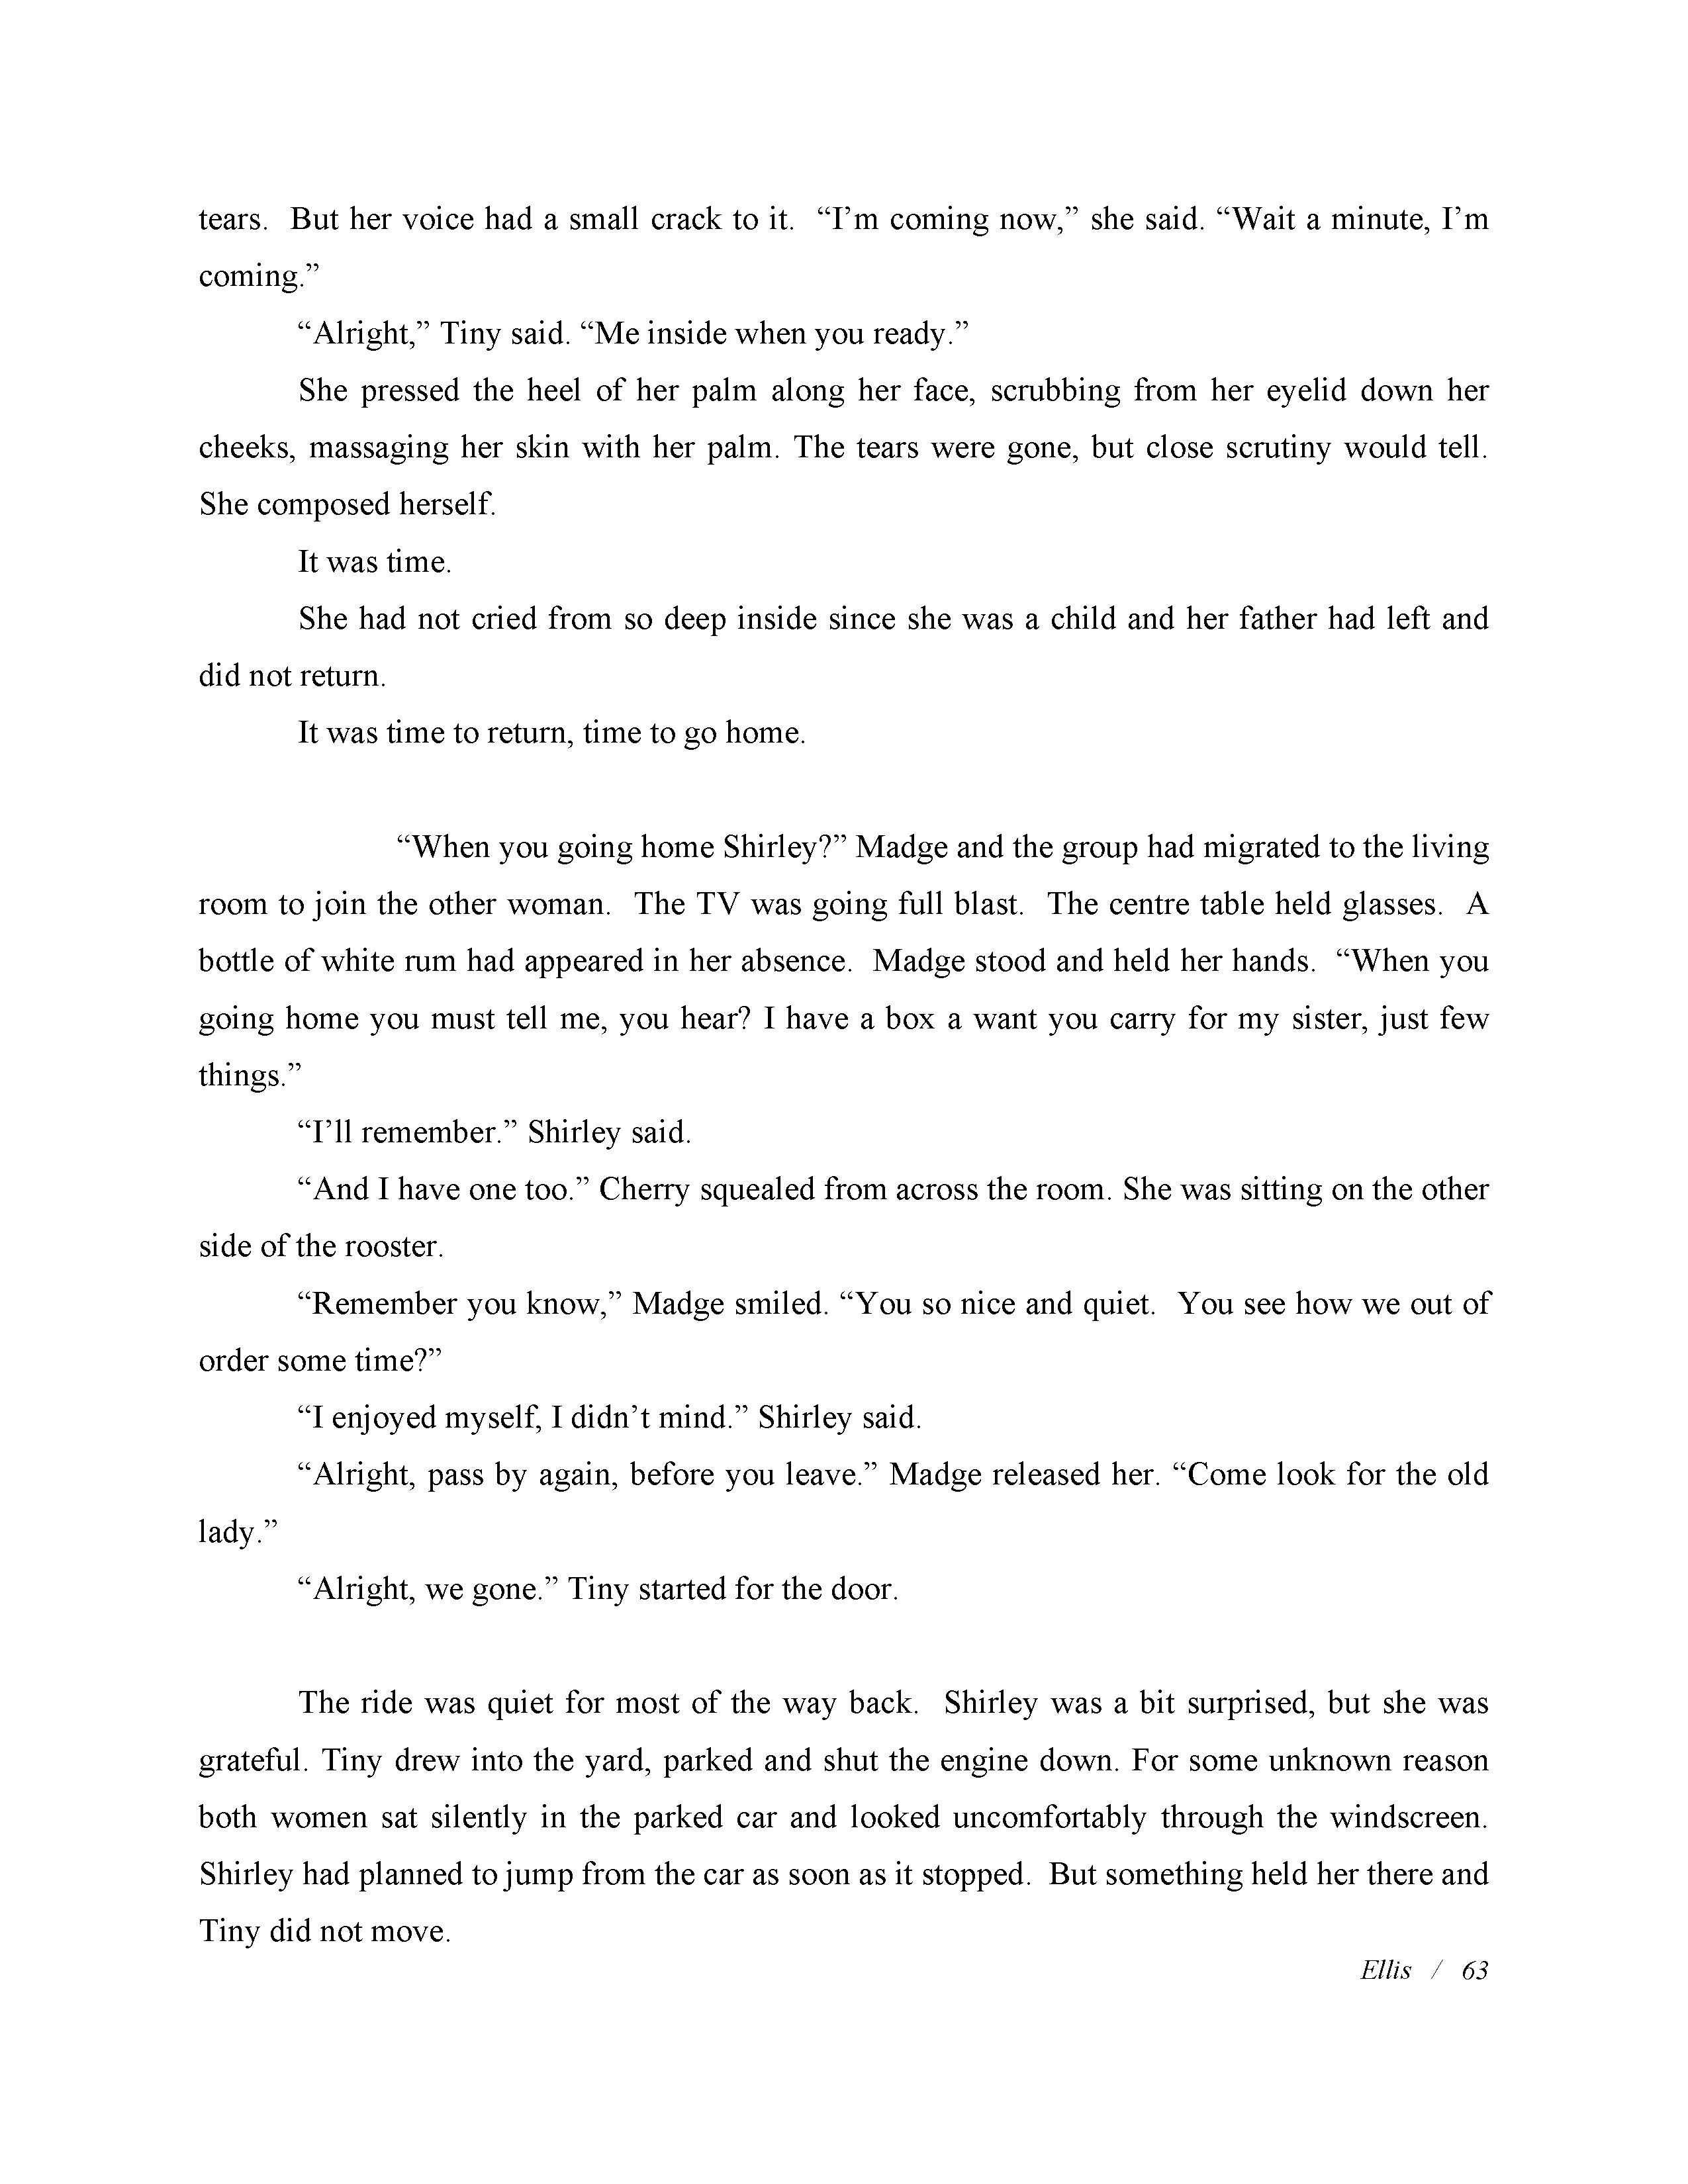 tears.  But her voice had a small crack to it.  “I’m coming now,” she said. “Wait a minute, I’m
coming.”
“Alright,” Tiny said. “Me inside when you ready.”
She pressed the heel of her palm along her face, scrubbing from her eyelid down her
cheeks, massaging her skin with her palm. The tears were gone, but close scrutiny would tell.
She composed herself.
It was time.
She had not cried from so deep inside since she was a child and her father had left and
did not return.
It was time to return, time to go home.
“When you going home Shirley?” Madge and the group had migrated to the living
room to join the other woman.  The TV was going full blast.  The centre table held glasses.  A
bottle of white rum had appeared in her absence.  Madge stood and held her hands.  “When you
going home you must tell me, you hear? I have a box a want you carry for my sister, just few
things.”
“I’ll remember.” Shirley said.
“And I have one too.” Cherry squealed from across the room. She was sitting on the other
side of the rooster.
“Remember you know,” Madge smiled. “You so nice and quiet.  You see how we out of
order some time?”
“I enjoyed myself, I didn’t mind.” Shirley said.
“Alright, pass by again, before you leave.” Madge released her. “Come look for the old
lady.”
“Alright, we gone.” Tiny started for the door.
The ride was quiet for most of the way back.  Shirley was a bit surprised, but she was
grateful. Tiny drew into the yard, parked and shut the engine down. For some unknown reason
both women sat silently in the parked car and looked uncomfortably through the windscreen.
Shirley had planned to jump from the car as soon as it stopped.  But something held her there and
Tiny did not move.
Ellis / 63